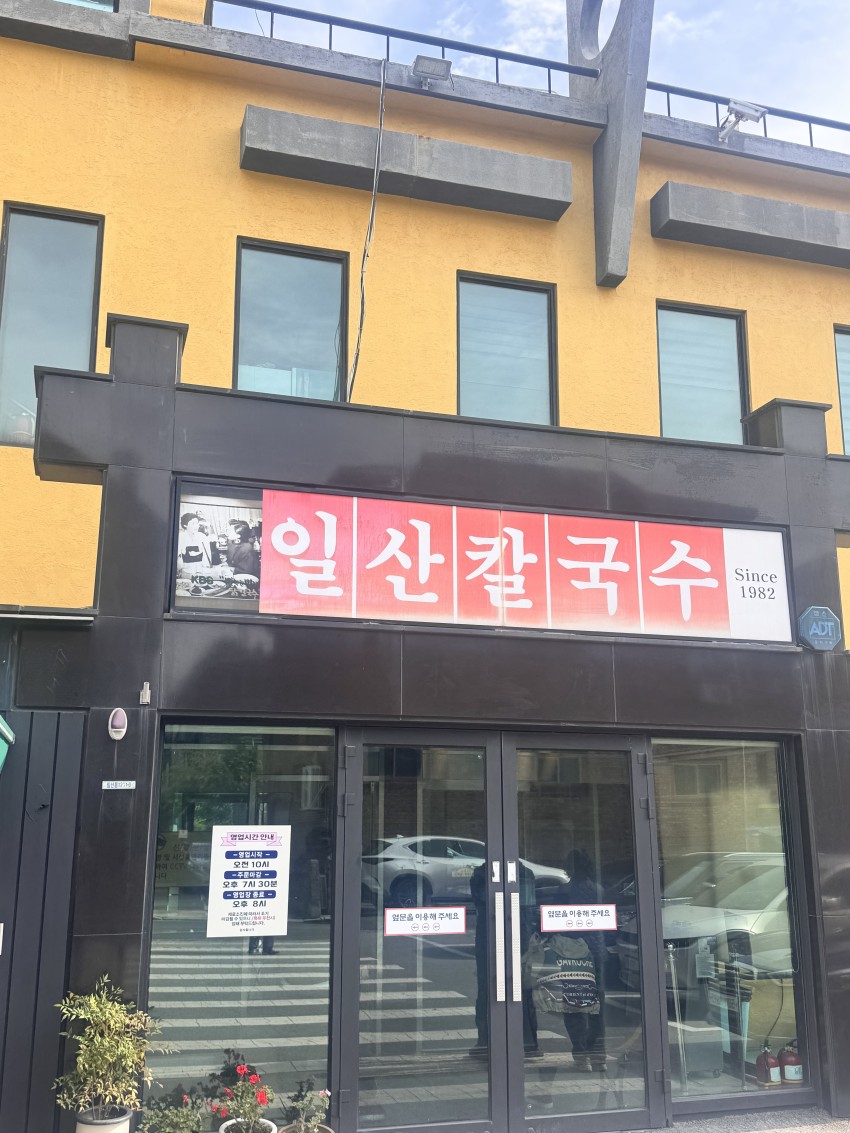 일산칼국수
Since
1982
KBS
ADT
영업시간 안내
영업시작
오전 10시
주문마감
오후 7시 30분
영업장 종료
오후 8시
옆문을 이용해 주세요
옆문을 이용해 주세요